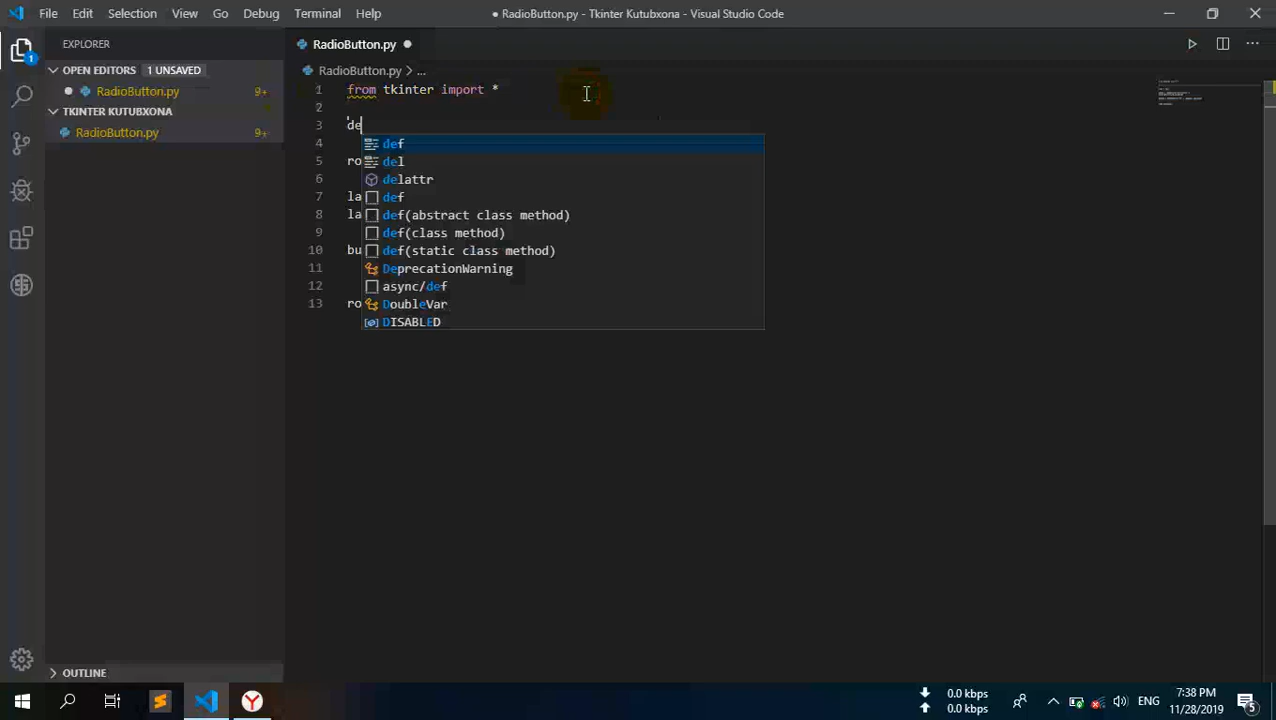 File Edit Selection View Go Debug Terminal Help
● RadioButton.py - Tkinter Kutubxona - Visual Studio Code
EXPLORER
OPEN EDITORS 1 UNSAVED
RadioButton.py 9+
TKINTER KUTUBXONA
RadioButton.py 9+
OUTLINE
1
RadioButton.py ●
RadioButton.py > ...
1 from tkinter import *
2
3 de
4
5 ro
6
7 la
8 la
9
10 bu
11
12
13 ro
def
del
delattr
def
def(abstract class method)
def(class method)
def(static class method)
DeprecationWarning
async/def
DoubleVar
DISABLED
0.0 kbps
0.0 kbps
ENG
7:38 PM
11/28/2019
5